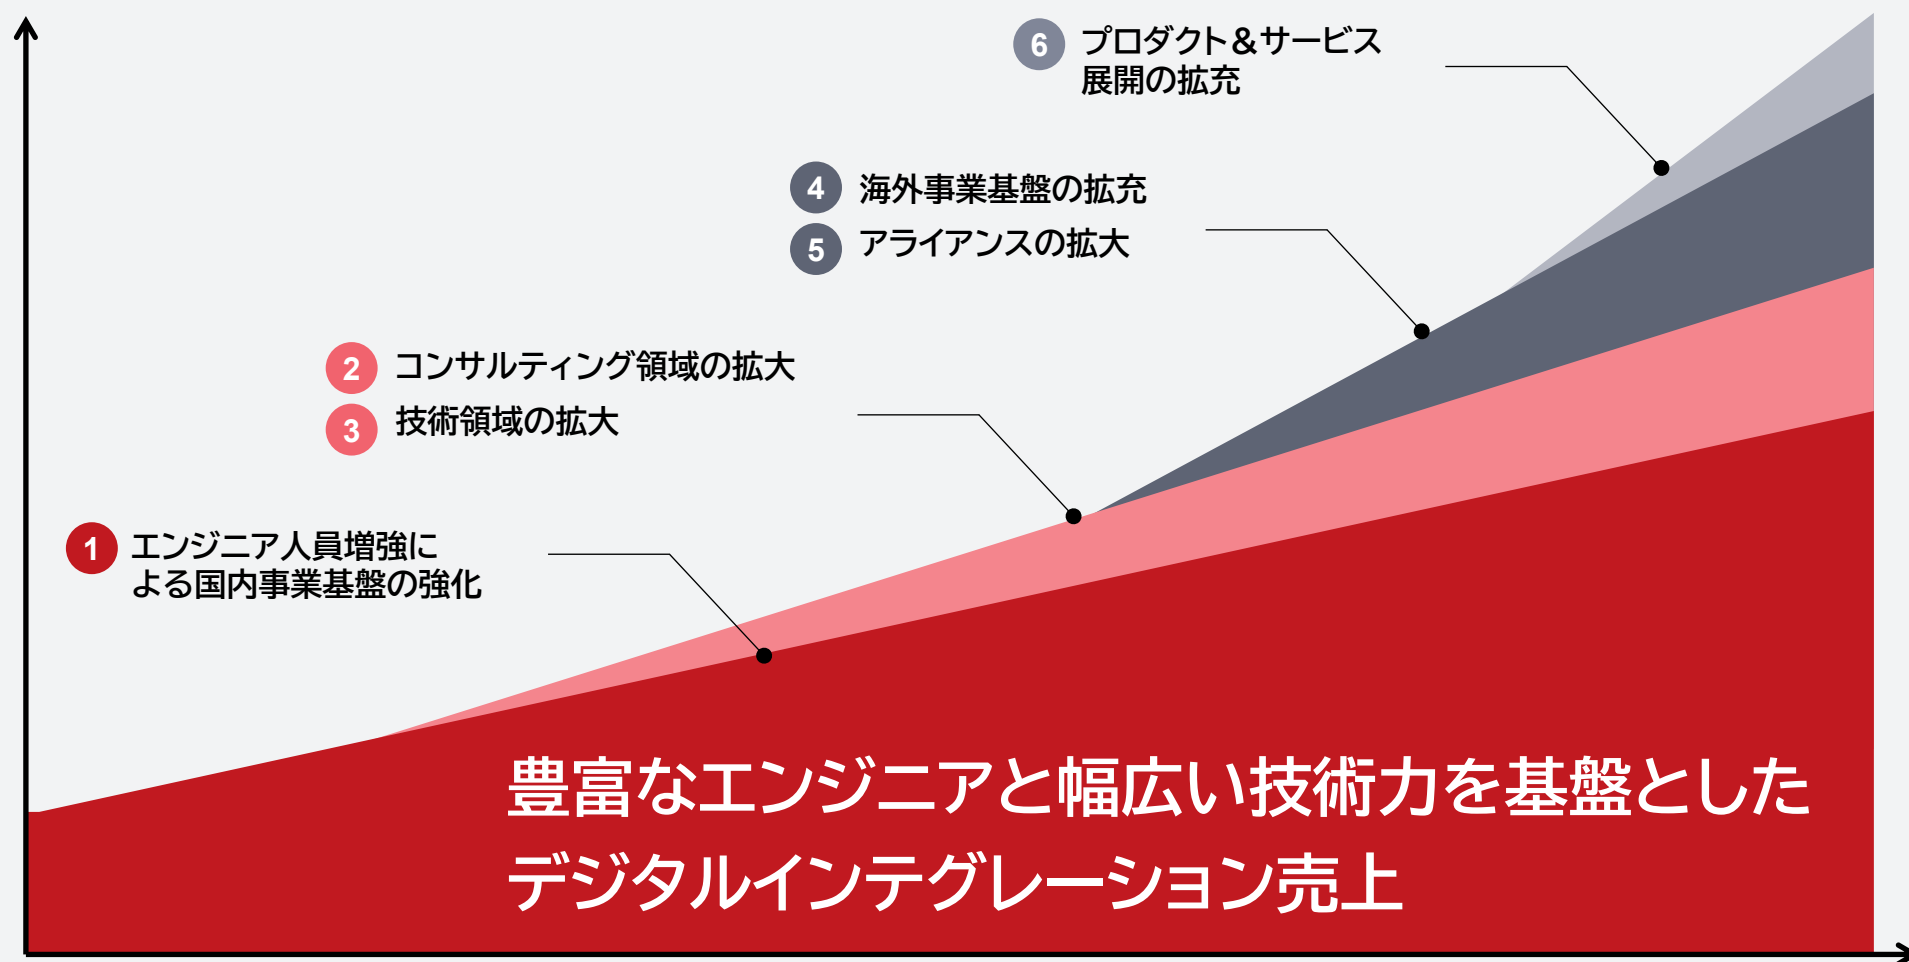 6 プロダクト&サービス
展開の拡充
4 海外事業基盤の拡充
5 アライアンスの拡大
2 コンサルティング領域の拡大
3 技術領域の拡大
1 エンジニア人員増強に
よる国内事業基盤の強化
豊富なエンジニアと幅広い技術力を基盤とした
デジタルインテグレーション売上